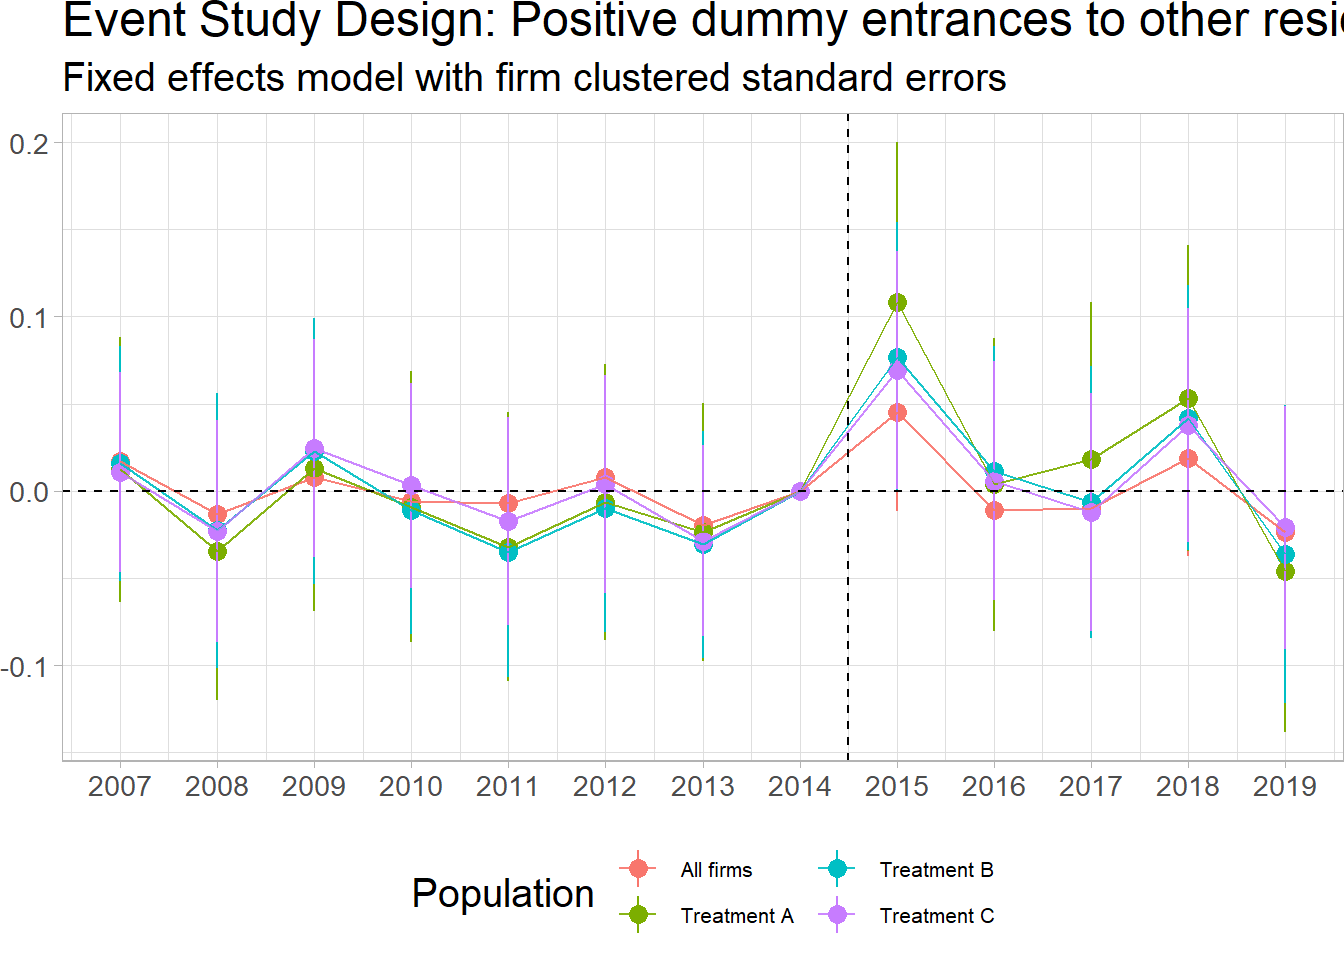 Event Study Design: Positive dummy entrances to other resi
Fixed effects model with firm clustered standard errors
0.2
0.1
0.0
-0.1
2007 2008 2009 2010 2011 2012 2013 2014 2015 2016 2017 2018 2019
Population
All firms
Treatment B
Treatment A
Treatment C